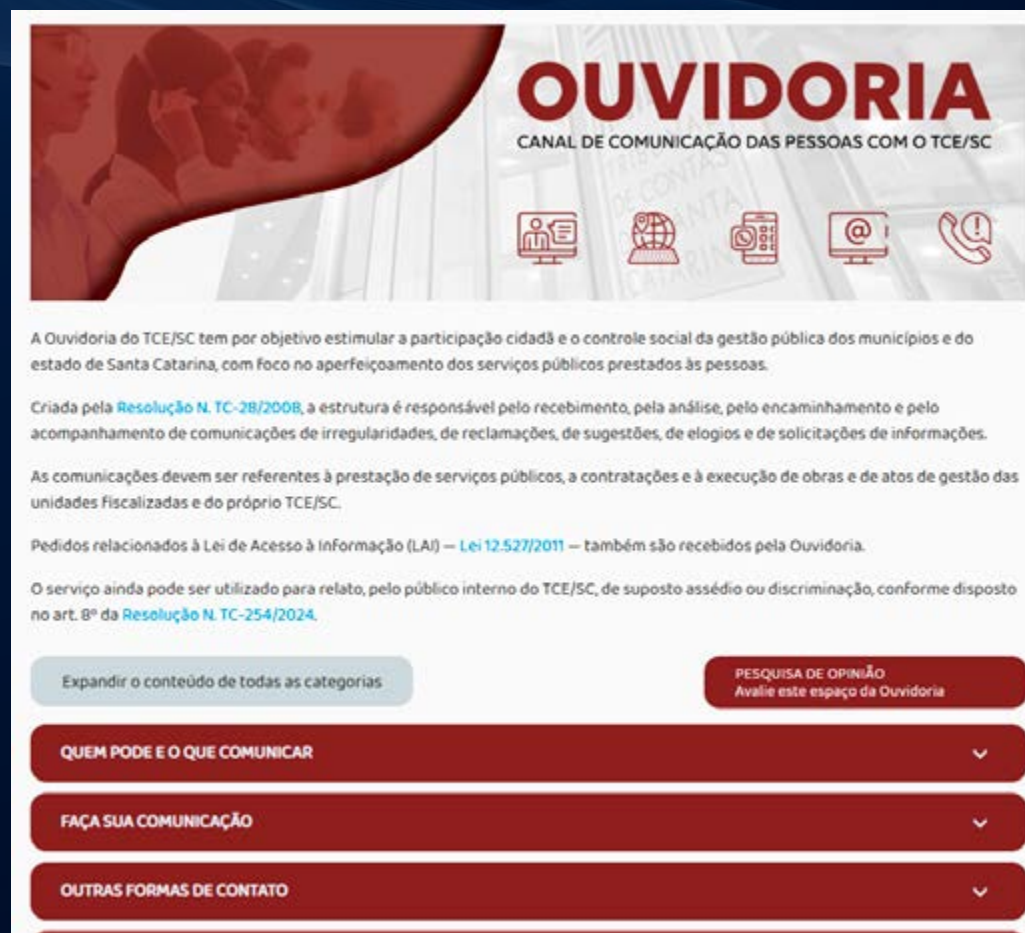 OUVIDORIA
CANAL DE COMUNICAÇÃO DAS PESSOAS COM O TCE/SC
TRIBUNAL
DE CONTAS
SANTA
CATARINA
@
A Ouvidoria do TCE/SC tem por objetivo estimular a participação cidadã e o controle social da gestão pública dos municípios e do
estado de Santa Catarina, com foco no aperfeiçoamento dos serviços públicos prestados às pessoas.
Criada pela Resolução N. TC-28/2008, a estrutura é responsável pelo recebimento, pela análise, pelo encaminhamento e pelo
acompanhamento de comunicações de irregularidades, de reclamações, de sugestões, de elogios e de solicitações de informações.
As comunicações devem ser referentes à prestação de serviços públicos, a contratações e à execução de obras e de atos de gestão das
unidades fiscalizadas e do próprio TCE/SC.
Pedidos relacionados à Lei de Acesso à Informação (LAI) — Lei 12.527/2011 — também são recebidos pela Ouvidoria.
O serviço ainda pode ser utilizado para relato, pelo público interno do TCE/SC, de suposto assédio ou discriminação, conforme disposto
no art. 8º da Resolução N. TC-254/2024.
Expandir o conteúdo de todas as categorias
PESQUISA DE OPINIÃO
Avalie este espaço da Ouvidoria
QUEM PODE E O QUE COMUNICAR
FAÇA SUA COMUNICAÇÃO
OUTRAS FORMAS DE CONTATO